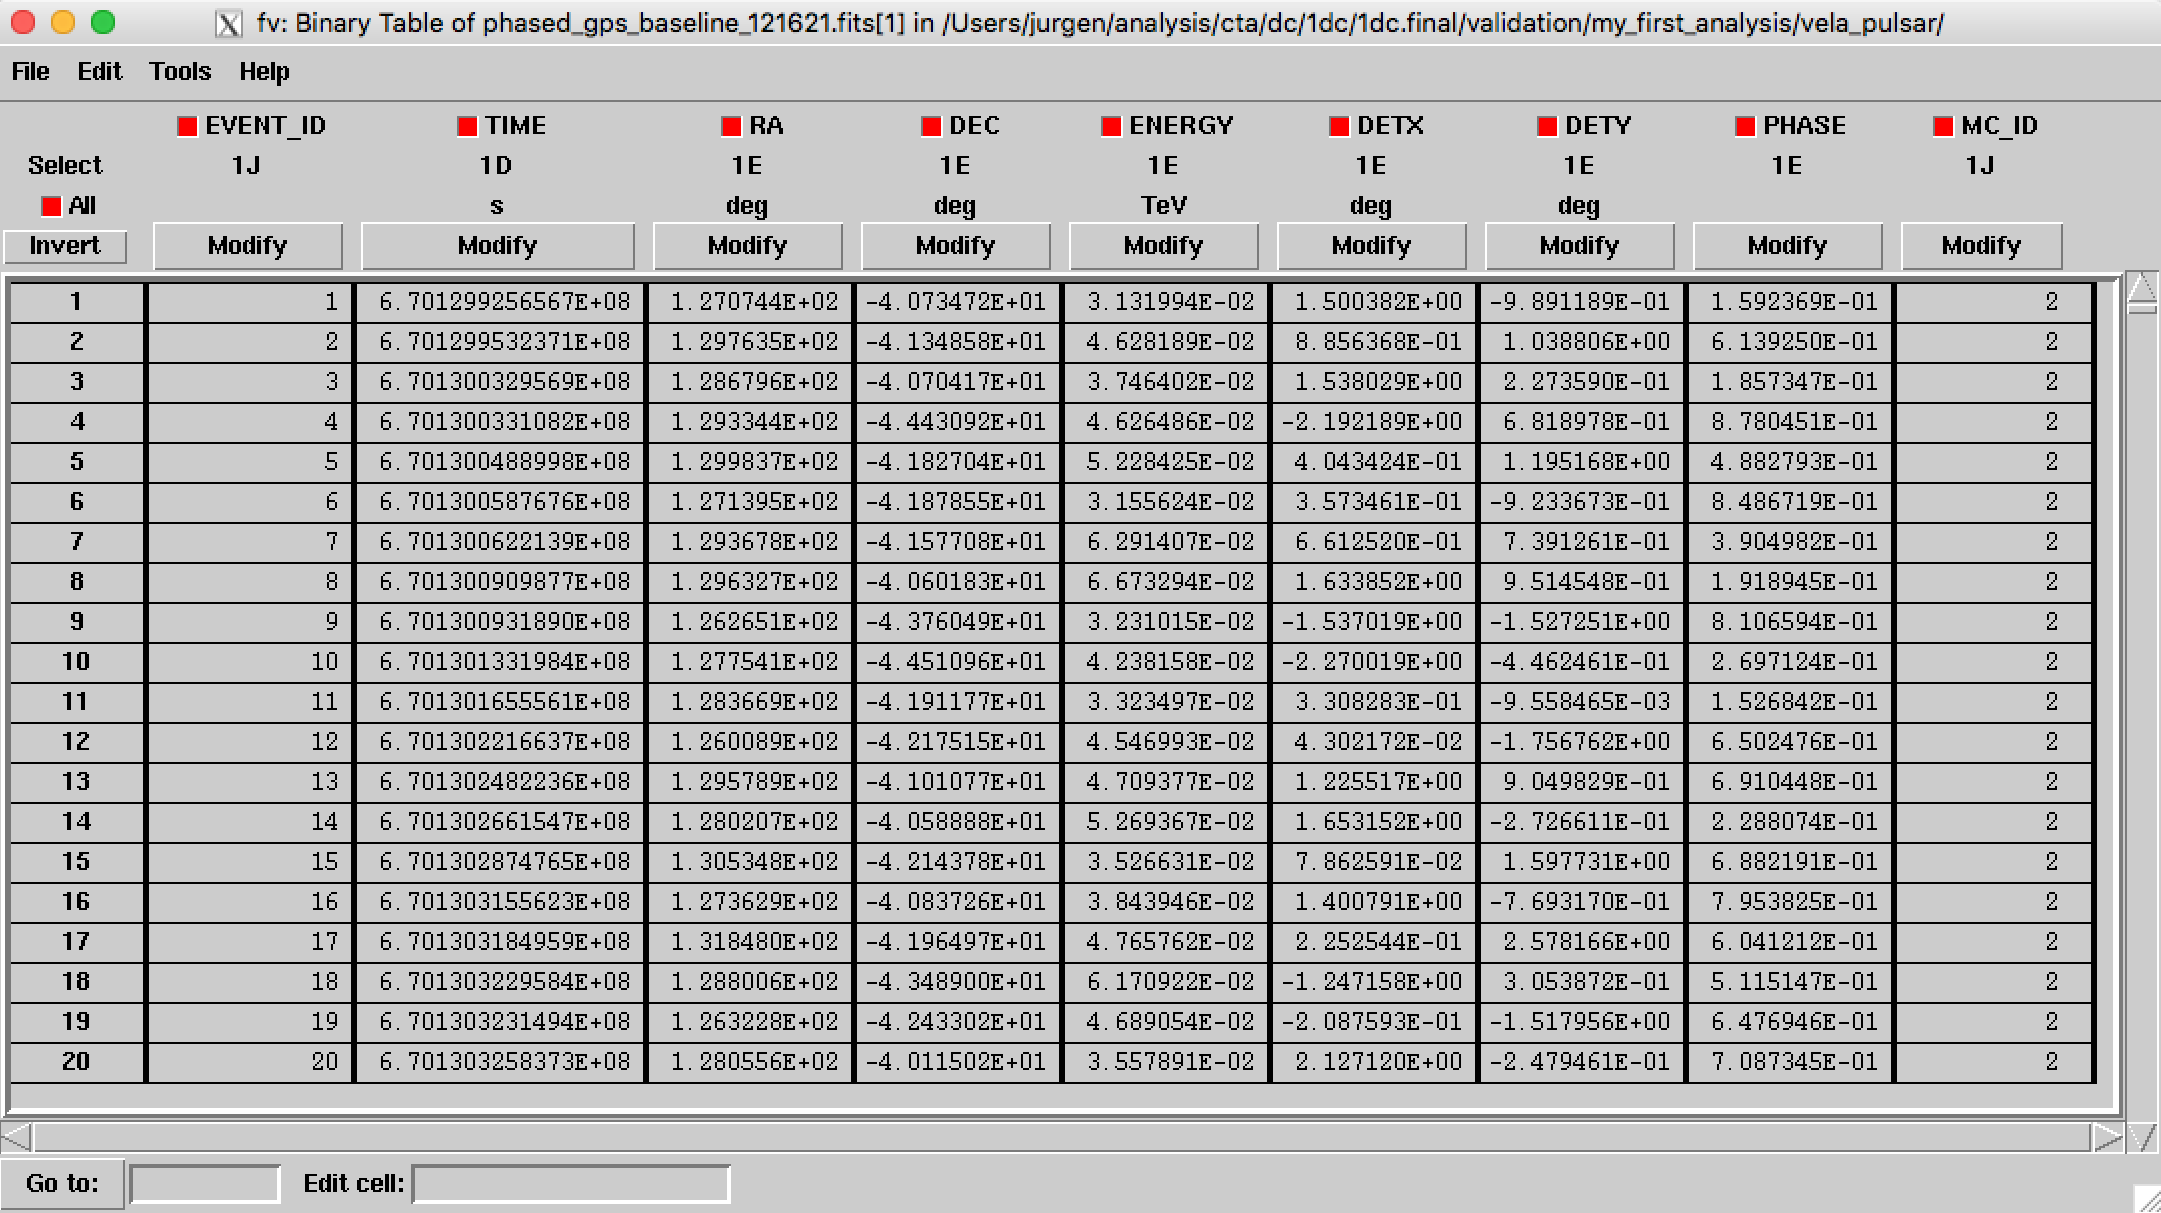 fv: Binary Table of phased_gps_baseline_121621.fits[1] in /Users/jurgen/analysis/cta/dc/1dc/1dc.final/validation/my_first_analysis/vela_pulsar/
File Edit Tools Help
EVENT_ID TIME RA DEC ENERGY DETX DETY PHASE MC_ID
Select 1J 1D 1E 1E 1E 1E 1E 1E 1J
All s deg deg TeV deg deg
Invert Modify Modify Modify Modify Modify Modify Modify Modify Modify
1 1 6.701299256567E+08 1.270744E+02 -4.073472E+01 3.131994E-02 1.500382E+00 -9.891189E-01 1.592369E-01 2
2 2 6.701299532371E+08 1.297635E+02 -4.134858E+01 4.628189E-02 8.856368E-01 1.038806E+00 6.139250E-01 2
3 3 6.701300329569E+08 1.286796E+02 -4.070417E+01 3.746402E-02 1.538029E+00 2.273590E-01 1.857347E-01 2
4 4 6.701300331082E+08 1.293344E+02 -4.443092E+01 4.626486E-02 -2.192189E+00 6.818978E-01 8.780451E-01 2
5 5 6.701300488998E+08 1.299837E+02 -4.182704E+01 5.228425E-02 4.043424E-01 1.195168E+00 4.882793E-01 2
6 6 6.701300587676E+08 1.271395E+02 -4.187855E+01 3.155624E-02 3.573461E-01 -9.233673E-01 8.486719E-01 2
7 7 6.701300622139E+08 1.293678E+02 -4.157708E+01 6.291407E-02 6.612520E-01 7.391261E-01 3.904982E-01 2
8 8 6.701300909877E+08 1.296327E+02 -4.060183E+01 6.673294E-02 1.633852E+00 9.514548E-01 1.918945E-01 2
9 9 6.701300931890E+08 1.262651E+02 -4.376049E+01 3.231015E-02 -1.537019E+00 -1.527251E+00 8.106594E-01 2
10 10 6.701301331984E+08 1.277541E+02 -4.451096E+01 4.238158E-02 -2.270019E+00 -4.462461E-01 2.697124E-01 2
11 11 6.701301655561E+08 1.283669E+02 -4.191177E+01 3.323497E-02 3.308283E-01 -9.558465E-03 1.526842E-01 2
12 12 6.701302216637E+08 1.260089E+02 -4.217515E+01 4.546993E-02 4.302172E-02 -1.756762E+00 6.502476E-01 2
13 13 6.701302482236E+08 1.295789E+02 -4.101077E+01 4.709377E-02 1.225517E+00 9.049829E-01 6.910448E-01 2
14 14 6.701302661547E+08 1.280207E+02 -4.058888E+01 5.269367E-02 1.653152E+00 -2.726611E-01 2.288074E-01 2
15 15 6.701302874765E+08 1.305348E+02 -4.214378E+01 3.526631E-02 7.862591E-02 1.597731E+00 6.882191E-01 2
16 16 6.701303155623E+08 1.273629E+02 -4.083726E+01 3.843946E-02 1.400791E+00 -7.693170E-01 7.953825E-01 2
17 17 6.701303184959E+08 1.318480E+02 -4.196497E+01 4.765762E-02 2.252544E-01 2.578166E+00 6.041212E-01 2
18 18 6.701303229584E+08 1.288006E+02 -4.348900E+01 6.170922E-02 -1.247158E+00 3.053872E-01 5.115147E-01 2
19 19 6.701303231494E+08 1.263228E+02 -4.243302E+01 4.689054E-02 -2.087593E-01 -1.517956E+00 6.476946E-01 2
20 20 6.701303258373E+08 1.280556E+02 -4.011502E+01 3.557891E-02 2.127120E+00 -2.479461E-01 7.087345E-01 2
Go to: Edit cell: